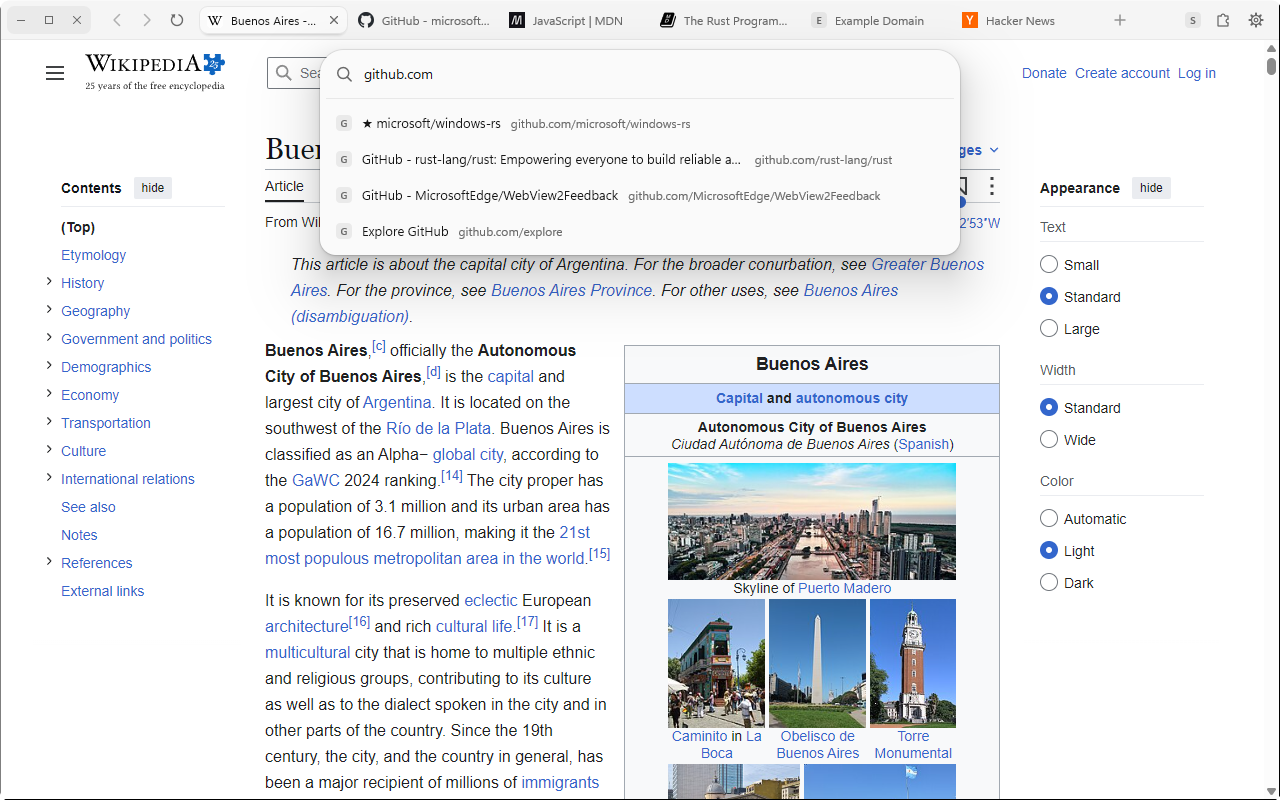 Buenos Aires -...
GitHub - microsoft...
JavaScript | MDN
The Rust Program...
E Example Domain
Y Hacker News
S
WIKIPEDIA 25
25 years of the free encyclopedia
Donate Create account Log in
github.com
G ★ microsoft/windows-rs github.com/microsoft/windows-rs
G GitHub - rust-lang/rust: Empowering everyone to build reliable a... github.com/rust-lang/rust
G GitHub - MicrosoftEdge/WebView2Feedback github.com/MicrosoftEdge/WebView2Feedback
G Explore GitHub github.com/explore
Contents hide
(Top)
Etymology
History
Geography
Government and politics
Demographics
Economy
Transportation
Culture
International relations
See also
Notes
References
External links
Article
From
2′53″W
This article is about the capital city of Argentina. For the broader conurbation, see Greater Buenos
Aires. For the province, see Buenos Aires Province. For other uses, see Buenos Aires
(disambiguation).
Buenos Aires,[c] officially the Autonomous
City of Buenos Aires,[d] is the capital and
largest city of Argentina. It is located on the
southwest of the Río de la Plata. Buenos Aires is
classified as an Alpha− global city, according to
the GaWC 2024 ranking.[14] The city proper has
a population of 3.1 million and its urban area has
a population of 16.7 million, making it the 21st
most populous metropolitan area in the world.[15]
It is known for its preserved eclectic European
architecture[16] and rich cultural life.[17] It is a
multicultural city that is home to multiple ethnic
and religious groups, contributing to its culture
as well as to the dialect spoken in the city and in
other parts of the country. Since the 19th
century, the city, and the country in general, has
been a major recipient of millions of immigrants
Buenos Aires
Capital and autonomous city
Autonomous City of Buenos Aires
Ciudad Autónoma de Buenos Aires (Spanish)
Skyline of Puerto Madero
Caminito in La
Boca
Obelisco de
Buenos Aires
Torre
Monumental
Appearance hide
Text
Small
Standard
Large
Width
Standard
Wide
Color
Automatic
Light
Dark